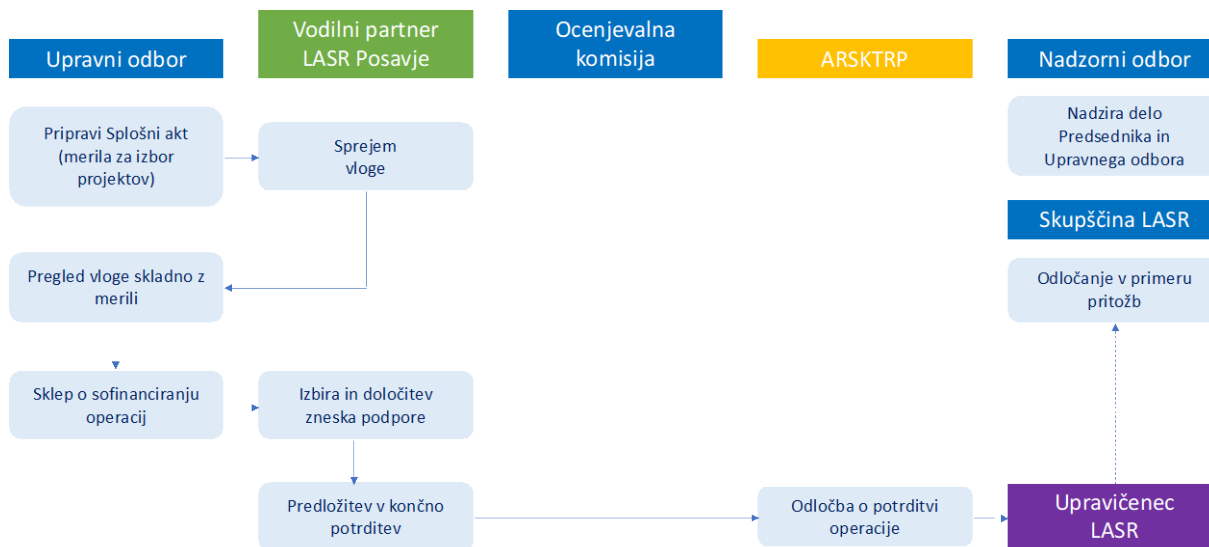 Upravni odbor
Vodilni partner
LASR Posavje
Ocenjevalna
komisija
ARSKTRP
Nadzorni odbor
Pripravi Splošni akt
(merila za izbor
projektov)
Sprejem
vloge
Nadzira delo
Predsednika in
Upravnega odbora
Skupščina LASR
Pregled vloge skladno z
merili
Odločanje v primeru
pritožb
Sklep o sofinanciranju
operacij
Izbira in določitev
zneska podpore
Predložitev v končno
potrditev
Odločba o potrditvi
operacije
Upravičenec
LASR